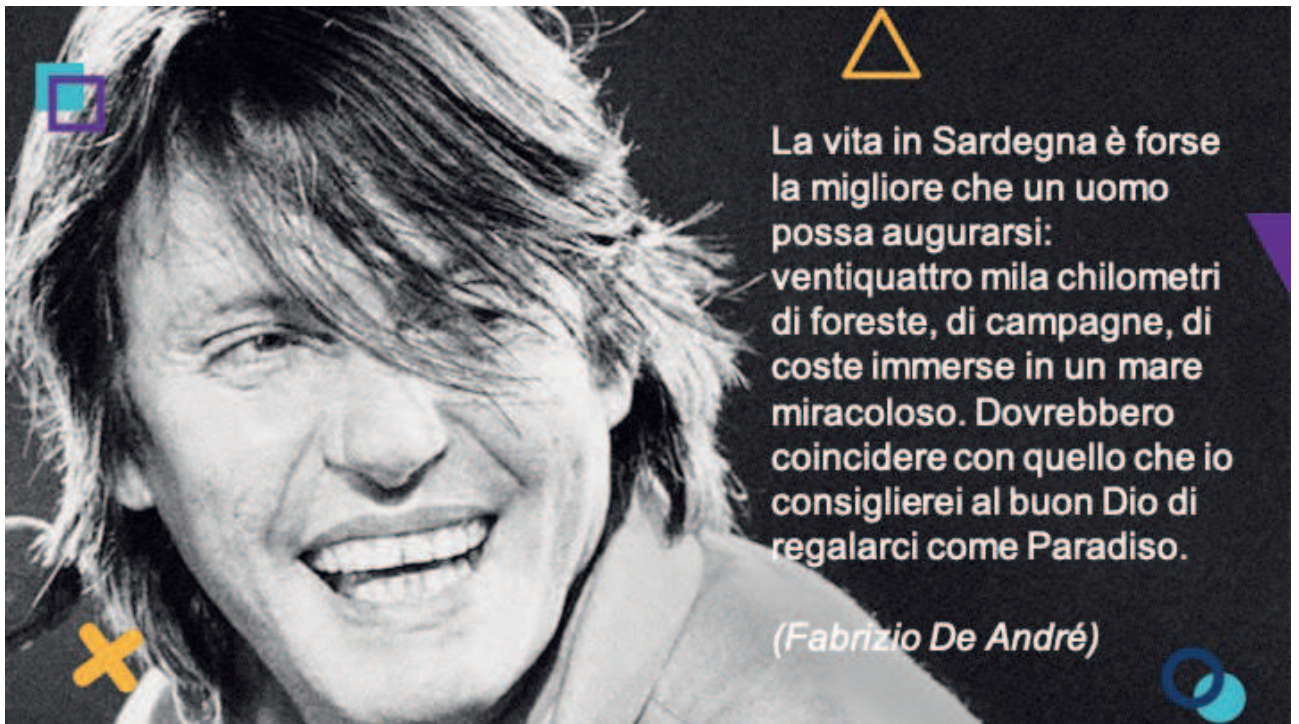 La vita in Sardegna è forse
la migliore che un uomo
possa augurarsi:
ventiquattro mila chilometri
di foreste, di campagne, di
coste immerse in un mare
miracoloso. Dovrebbero
coincidere con quello che io
consiglierei al buon Dio di
regalarci come Paradiso.
(Fabrizio De André)